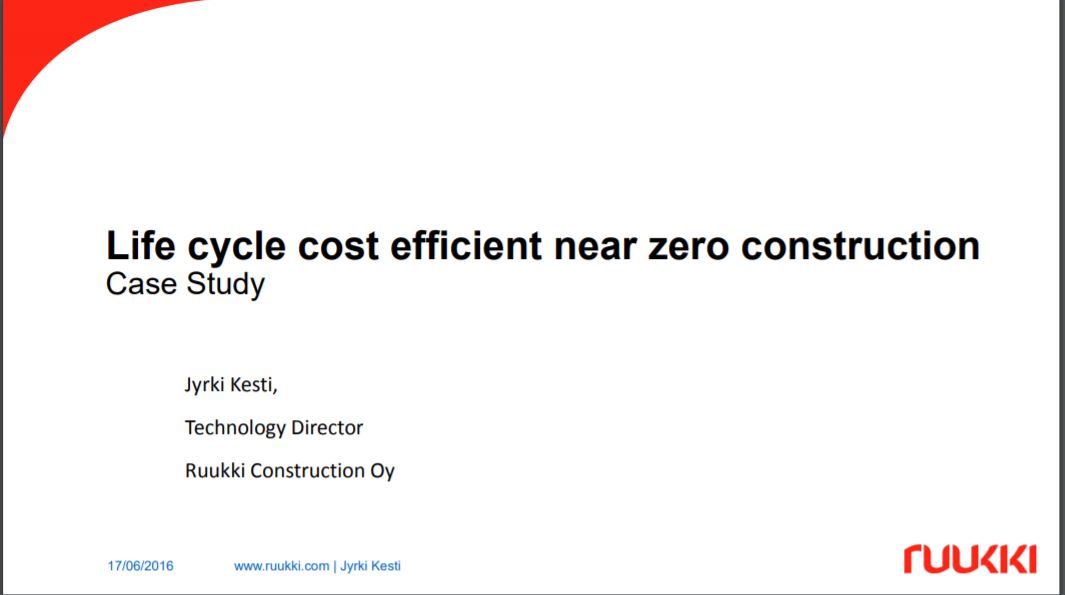 Life cycle cost efficient near zero construction
Case Study
Jyrki Kesti,
Technology Director
Ruukki Construction Oy
17/06/2016 www.ruukki.com | Jyrki Kesti
ruukki